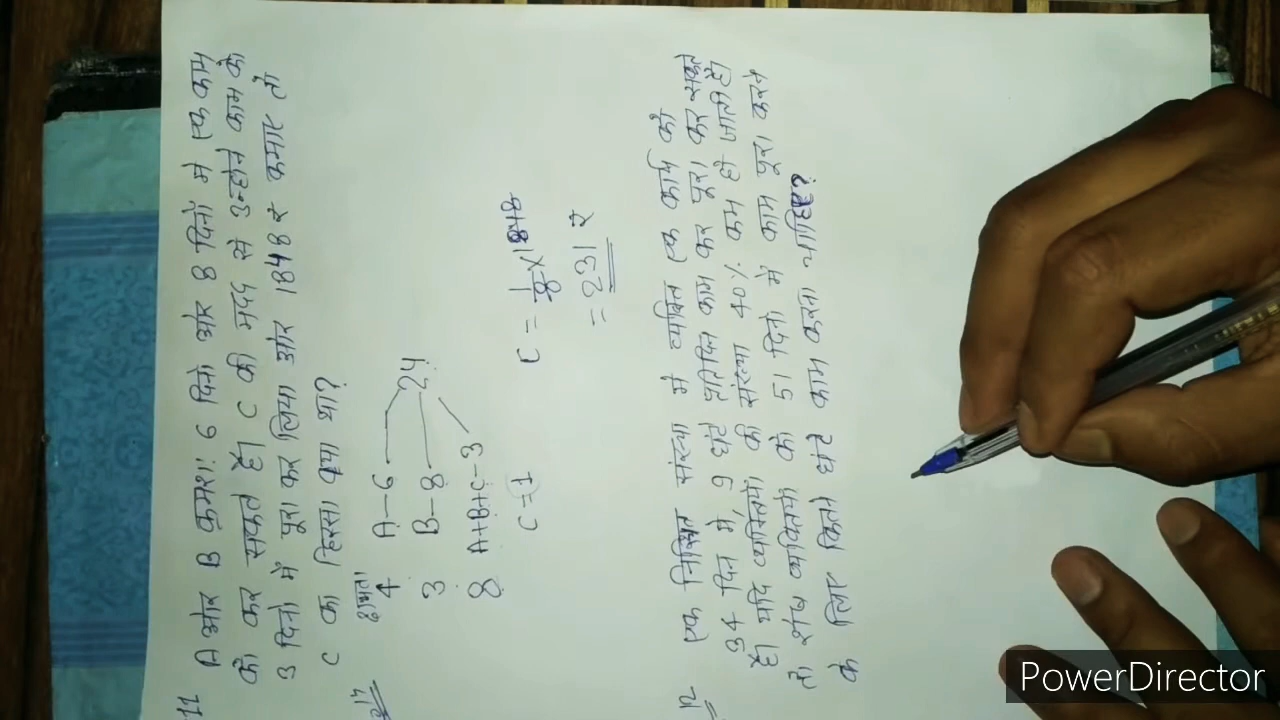 11 A और B क्रमशः 6 दिनो और 8 दिनो मे एक काम
को कर सकते हैं। C की मदद से उन्होने काम को
3 दिनो में पूरा कर लिया और 1848 रु कमाए तो
C का हिस्सा क्या था?
क्षमता
4 A-6
3 B-8 24
8 A+B+C-3
C=1
C = 1/8 × 1848
= 231 रु
12 एक निश्चित संख्या मे व्यक्ति एक कार्य को
34 दिन मे, 9 घंटे प्रतिदिन काम कर पूरा कर सकते
है। यदि व्यक्तियों की संख्या 40% कम हो जाती है।
तो शेष व्यक्तियो को 51 दिनो मे काम पूरा करने
के लिए कितने घंटे काम करना चाहिए?
PowerDirector